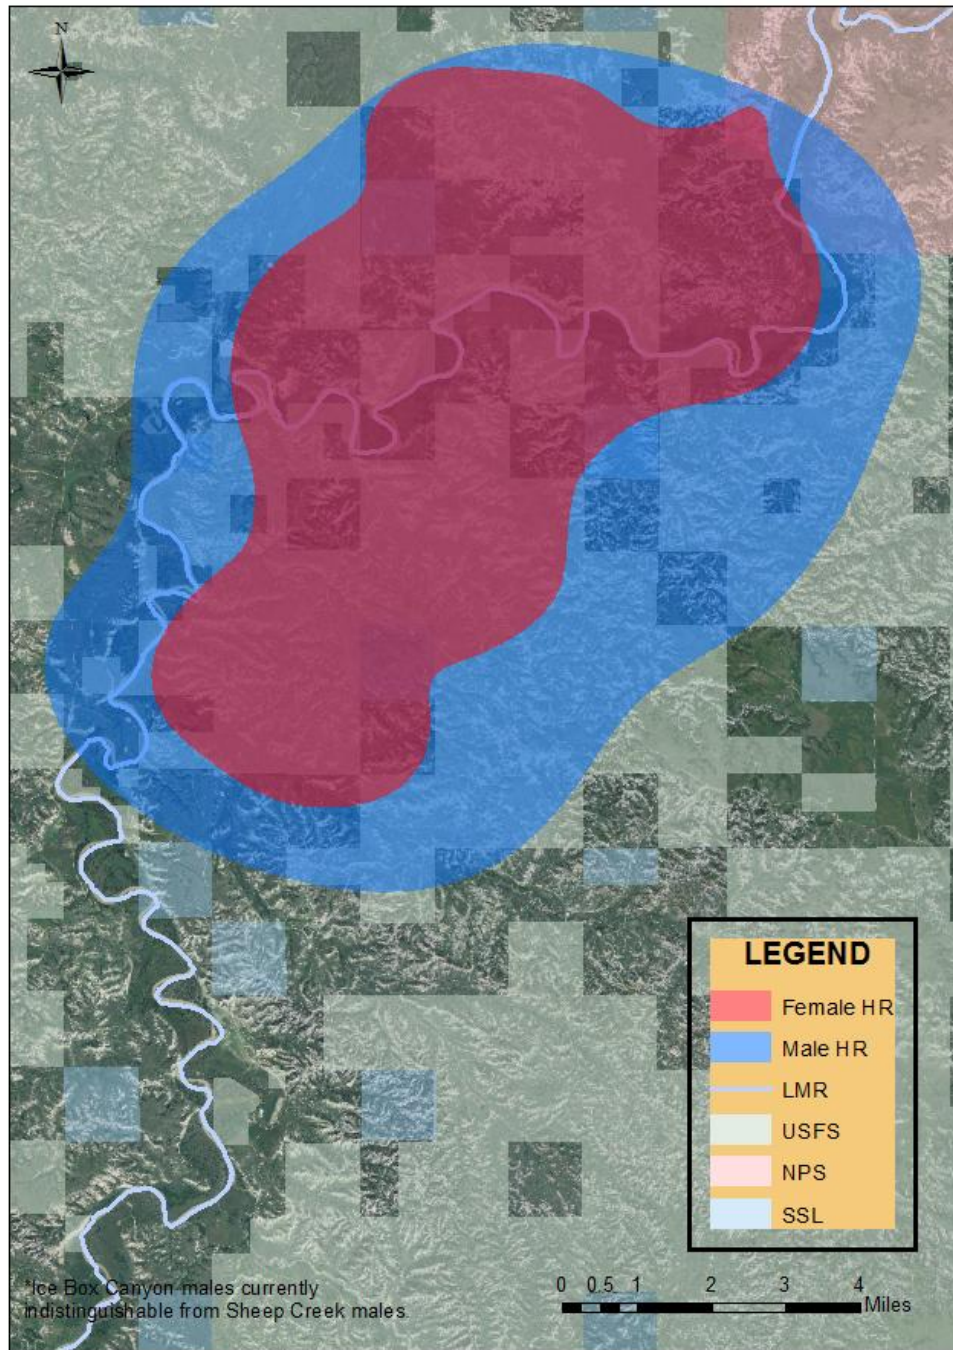 N
LEGEND
Female HR
Male HR
LMR
USFS
NPS
SSL
*Ice Box Canyon males currently
indistinguishable from Sheep Creek males.
0 0.5 1 2 3 4
Miles